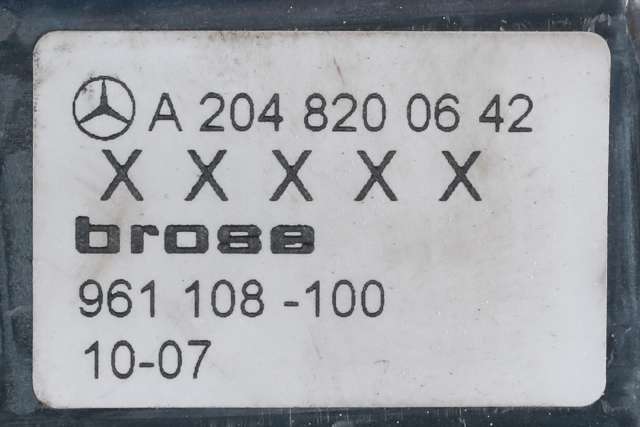 A 204 820 06 42
X X X X X
brose
961 108 -100
10-07